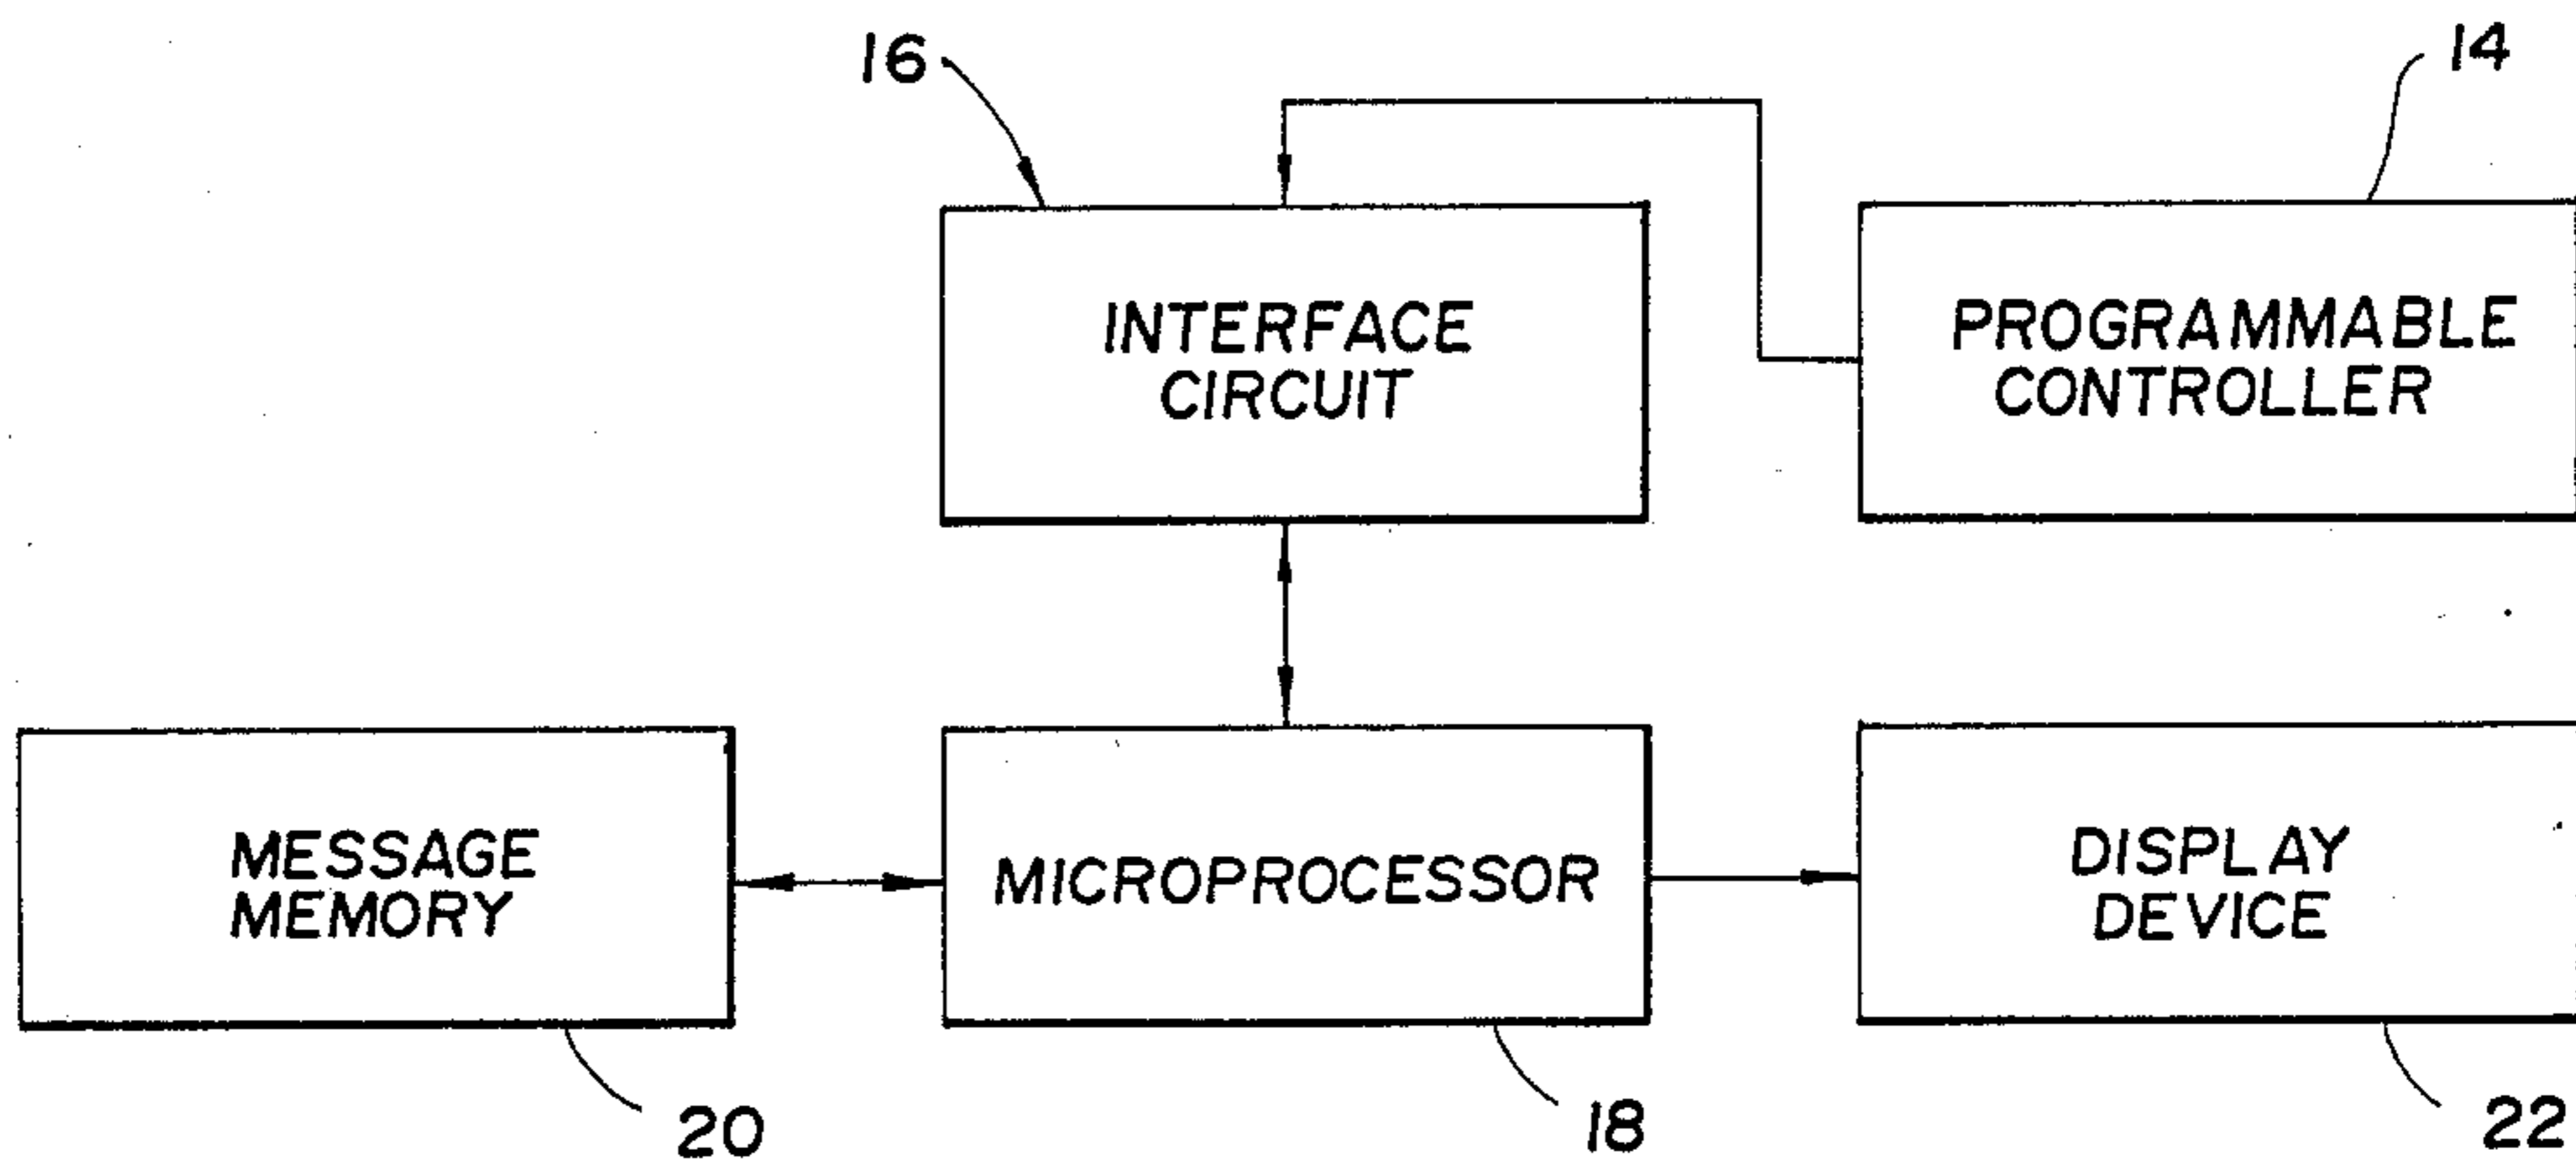 16
14
INTERFACE
CIRCUIT
PROGRAMMABLE
CONTROLLER
MESSAGE
MEMORY
MICROPROCESSOR
DISPLAY
DEVICE
20
18
22